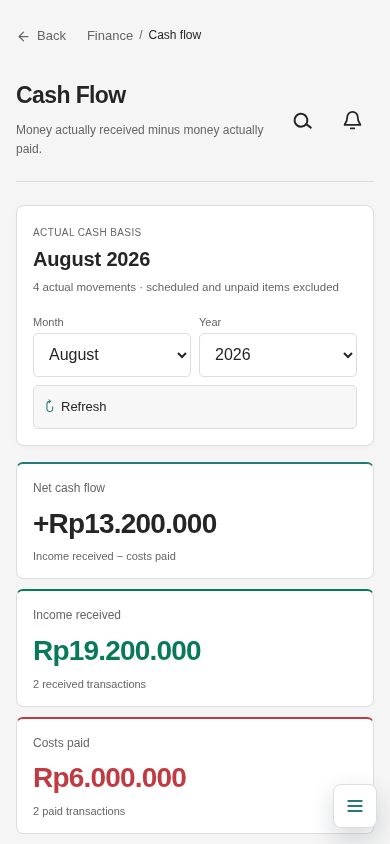 Back Finance / Cash flow
Cash Flow
Money actually received minus money actually
paid.
ACTUAL CASH BASIS
August 2026
4 actual movements · scheduled and unpaid items excluded
Month Year
August 2026
Refresh
Net cash flow
+Rp13.200.000
Income received − costs paid
Income received
Rp19.200.000
2 received transactions
Costs paid
Rp6.000.000
2 paid transactions